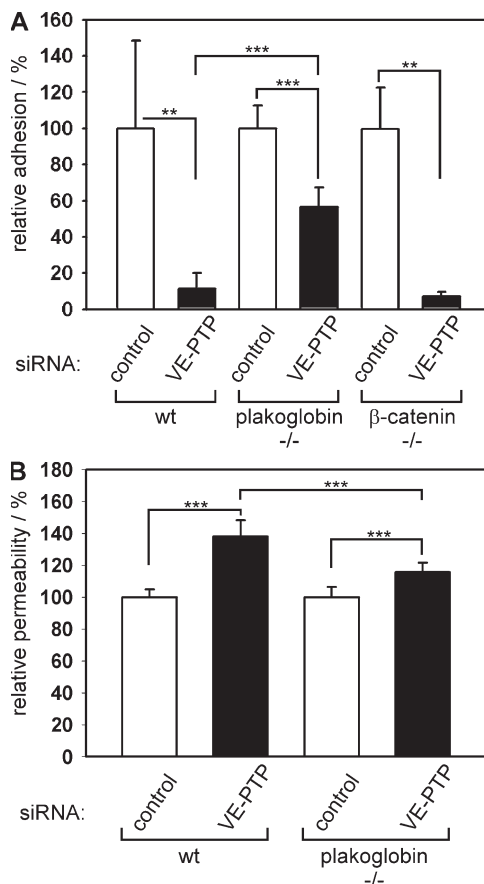 A
relative adhesion / %
160
140
120
100
80
60
40
20
0
**
***
***
**
siRNA:
control
VE-PTP
control
VE-PTP
control
VE-PTP
wt
plakoglobin
-/-
β-catenin
-/-
B
relative permeability / %
180
160
140
120
100
80
60
40
20
0
***
***
***
siRNA:
control
VE-PTP
control
VE-PTP
wt
plakoglobin
-/-